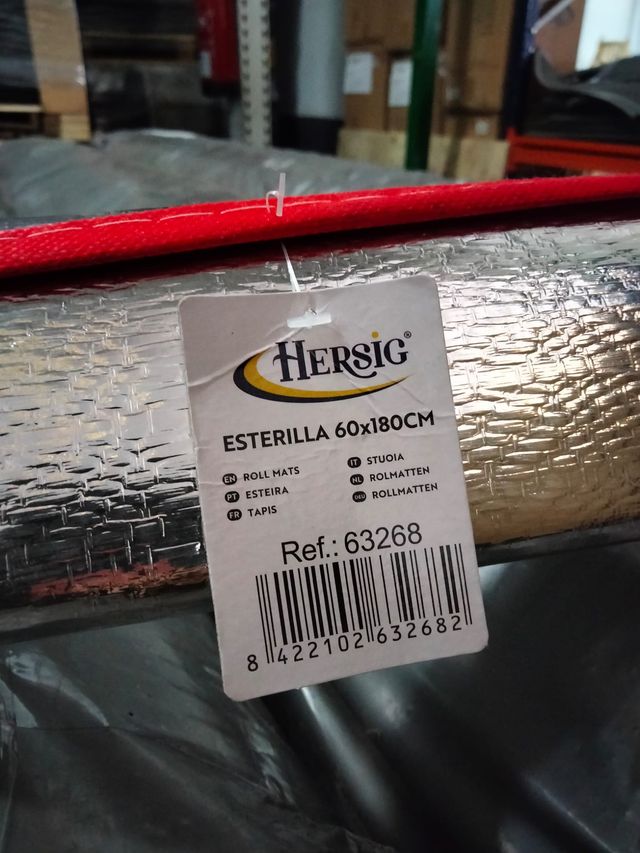 HERSIG®
ESTERILLA 60x180CM
EN ROLL MATS
PT ESTEIRA
FR TAPIS
IT STUOIA
NL ROLMATTEN
DEU ROLLMATTEN
Ref.: 63268
8 422102 632682